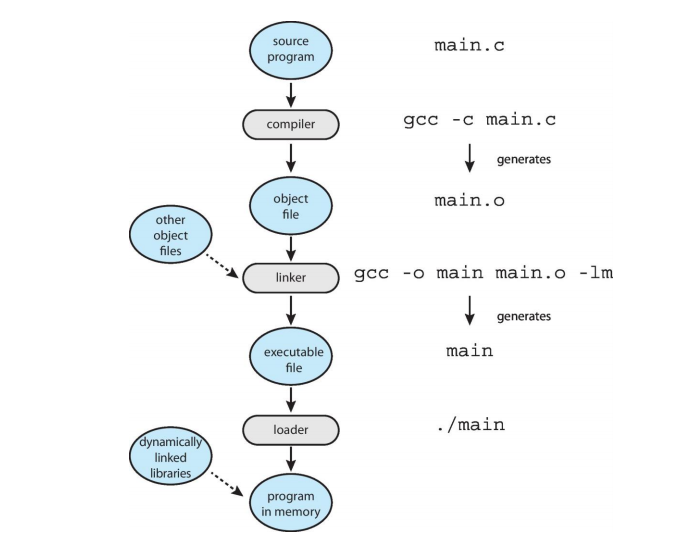 source
program
main.c
compiler
gcc -c main.c
generates
object
file
main.o
other
object
files
linker
gcc -o main main.o -lm
generates
executable
file
main
loader
./main
dynamically
linked
libraries
program
in memory